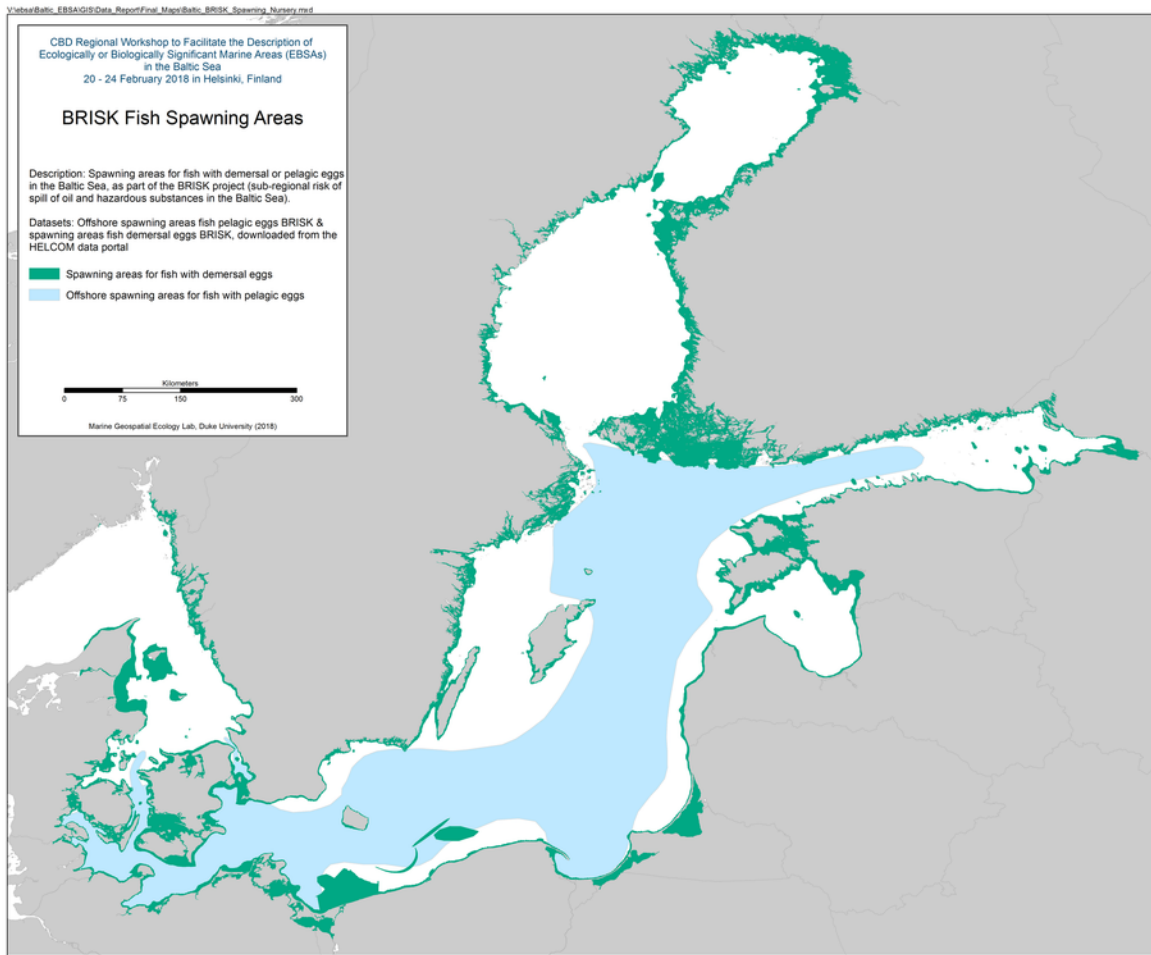 V:\ebsa\Baltic_EBSA\GIS\Data_Report\Final_Maps\Baltic_BRISK_Spawning_Nursery.mxd
CBD Regional Workshop to Facilitate the Description of
Ecologically or Biologically Significant Marine Areas (EBSAs)
in the Baltic Sea
20 - 24 February 2018 in Helsinki, Finland
BRISK Fish Spawning Areas
Description: Spawning areas for fish with demersal or pelagic eggs
in the Baltic Sea, as part of the BRISK project (sub-regional risk of
spill of oil and hazardous substances in the Baltic Sea).
Datasets: Offshore spawning areas fish pelagic eggs BRISK &
spawning areas fish demersal eggs BRISK, downloaded from the
HELCOM data portal
Spawning areas for fish with demersal eggs
Offshore spawning areas for fish with pelagic eggs
Kilometers
0 75 150 300
Marine Geospatial Ecology Lab, Duke University (2018)